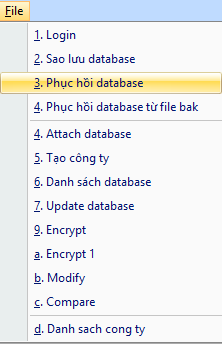 File
1. Login
2. Sao lưu database
3. Phục hồi database
4. Phục hồi database từ file bak
4. Attach database
5. Tạo công ty
6. Danh sách database
7. Update database
9. Encrypt
a. Encrypt 1
b. Modify
c. Compare
d. Danh sach cong ty